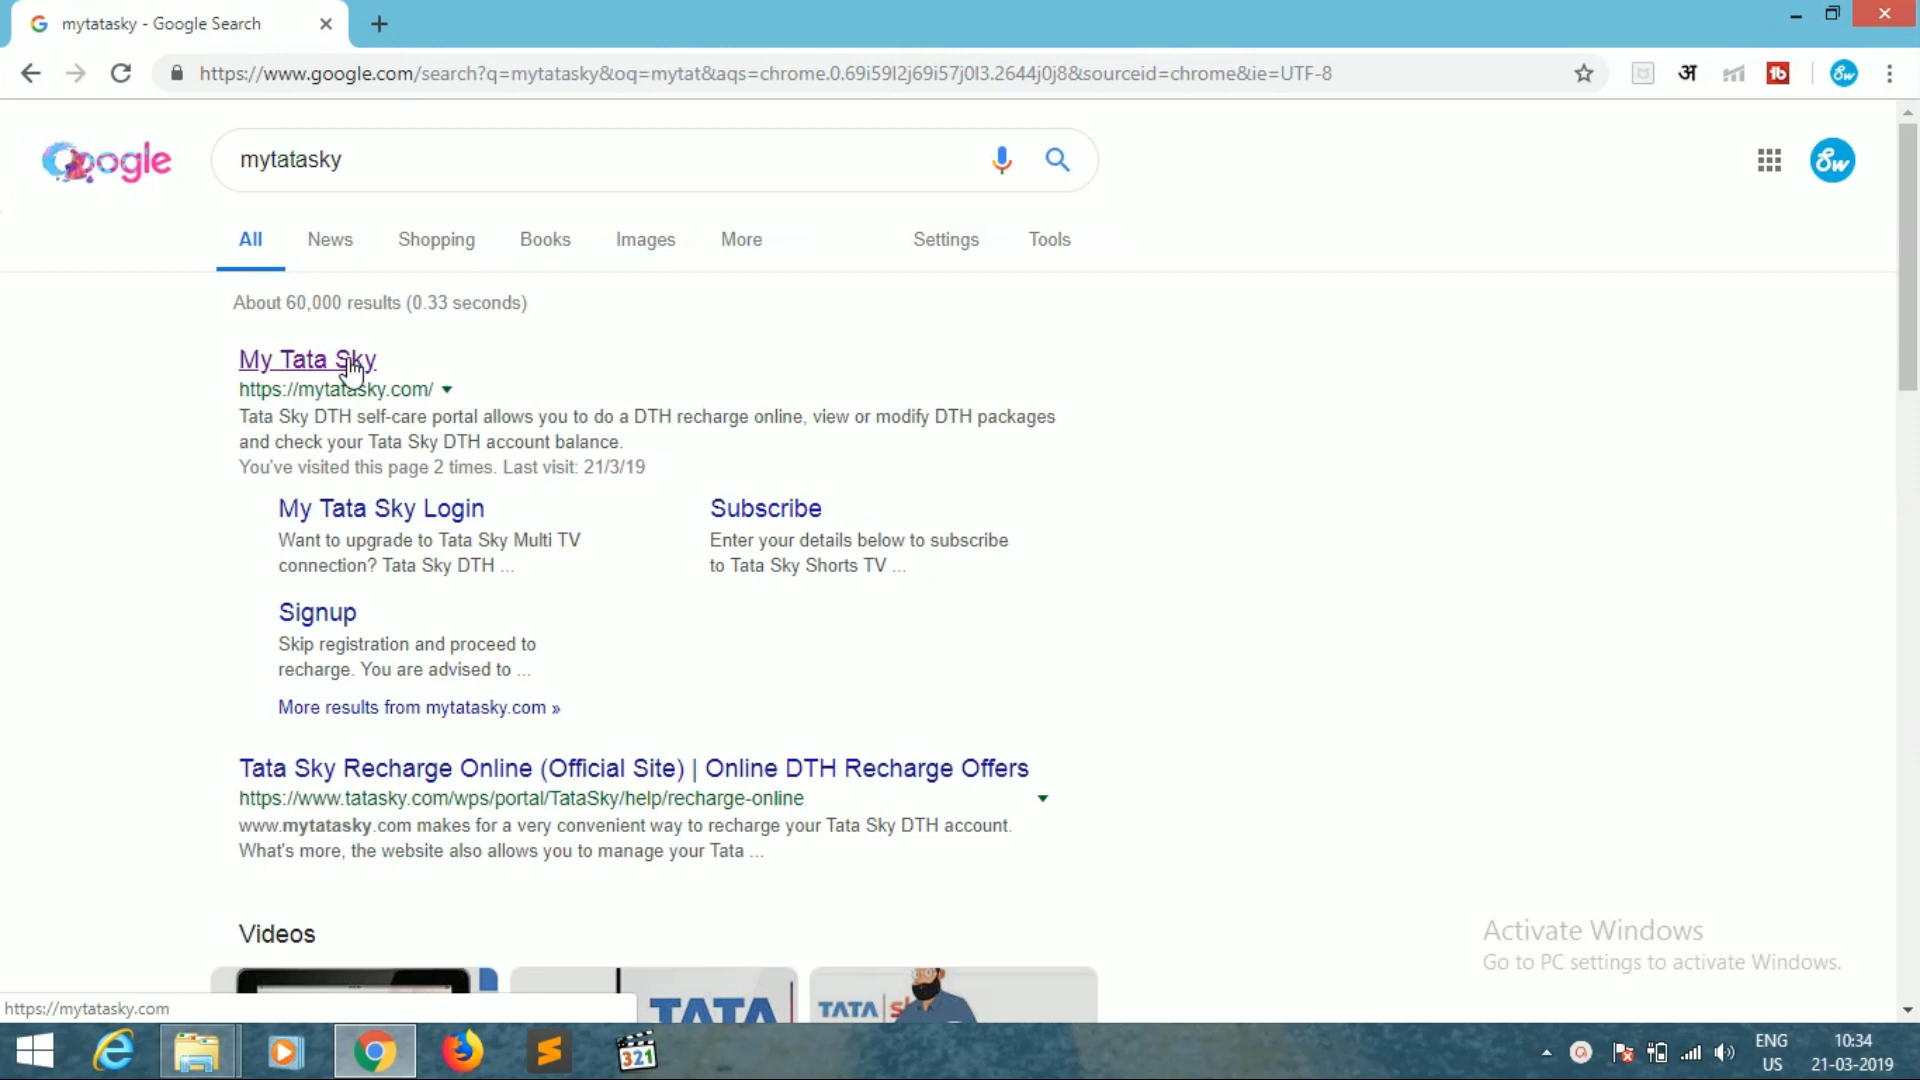 mytatasky - Google Search
https://www.google.com/search?q=mytatasky&oq=mytat&aqs=chrome.0.69i59l2j69i57j0l3.2644j0j8&sourceid=chrome&ie=UTF-8
अ
tb
Sw
Google
mytatasky
Sw
All News Shopping Books Images More Settings Tools
About 60,000 results (0.33 seconds)
My Tata Sky
https://mytatasky.com/
Tata Sky DTH self-care portal allows you to do a DTH recharge online, view or modify DTH packages
and check your Tata Sky DTH account balance.
You've visited this page 2 times. Last visit: 21/3/19
My Tata Sky Login
Want to upgrade to Tata Sky Multi TV
connection? Tata Sky DTH ...
Subscribe
Enter your details below to subscribe
to Tata Sky Shorts TV ...
Signup
Skip registration and proceed to
recharge. You are advised to ...
More results from mytatasky.com »
Tata Sky Recharge Online (Official Site) | Online DTH Recharge Offers
https://www.tatasky.com/wps/portal/TataSky/help/recharge-online
www.mytatasky.com makes for a very convenient way to recharge your Tata Sky DTH account.
What's more, the website also allows you to manage your Tata ...
Videos
TATA
TATA
Activate Windows
Go to PC settings to activate Windows.
https://mytatasky.com
321
ENG
US
10:34
21-03-2019